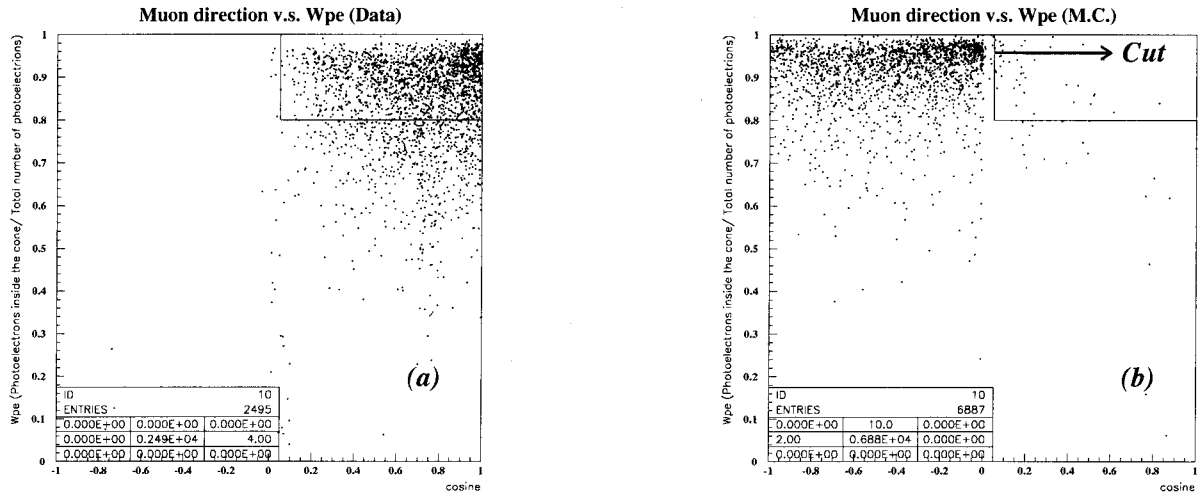 Muon direction v.s. Wpe (Data)
Wpe (Photoelectrons inside the cone/ Total number of photoelectrons)
1
0.9
0.8
0.7
0.6
0.5
0.4
0.3
0.2
0.1
0
(a)
ID 10
ENTRIES 2495
0.000E+00 0.000E+00 0.000E+00
0.000E+00 0.249E+04 4.00
0.000E+00 0.000E+00 0.000E+00
-1 -0.8 -0.6 -0.4 -0.2 0 0.2 0.4 0.6 0.8 1
cosine
Muon direction v.s. Wpe (M.C.)
Wpe (Photoelectrons inside the cone/ Total number of photoelectrons)
1
0.9
0.8
0.7
0.6
0.5
0.4
0.3
0.2
0.1
0
Cut
(b)
ID 10
ENTRIES 6887
0.000E+00 10.0 0.000E+00
2.00 0.688E+04 0.000E+00
0.000E+00 0.000E+00 0.000E+00
-1 -0.8 -0.6 -0.4 -0.2 0 0.2 0.4 0.6 0.8 1
cosine